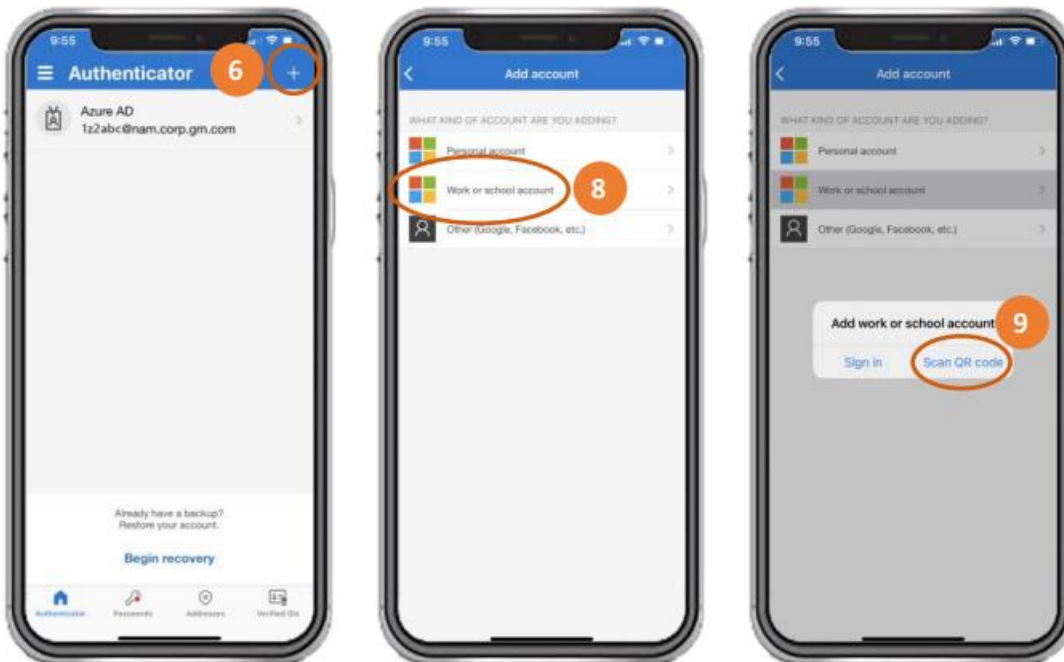 9:55
Authenticator
6
+
Azure AD
1z2abc@nam.corp.gm.com
Already have a backup?
Restore your account.
Begin recovery
Authenticator
Passwords
Addresses
Verified IDs
9:55
Add account
WHAT KIND OF ACCOUNT ARE YOU ADDING?
Personal account
Work or school account
8
Other (Google, Facebook, etc.)
9:55
Add account
WHAT KIND OF ACCOUNT ARE YOU ADDING?
Personal account
Work or school account
Other (Google, Facebook, etc.)
Add work or school account
9
Sign in
Scan QR code